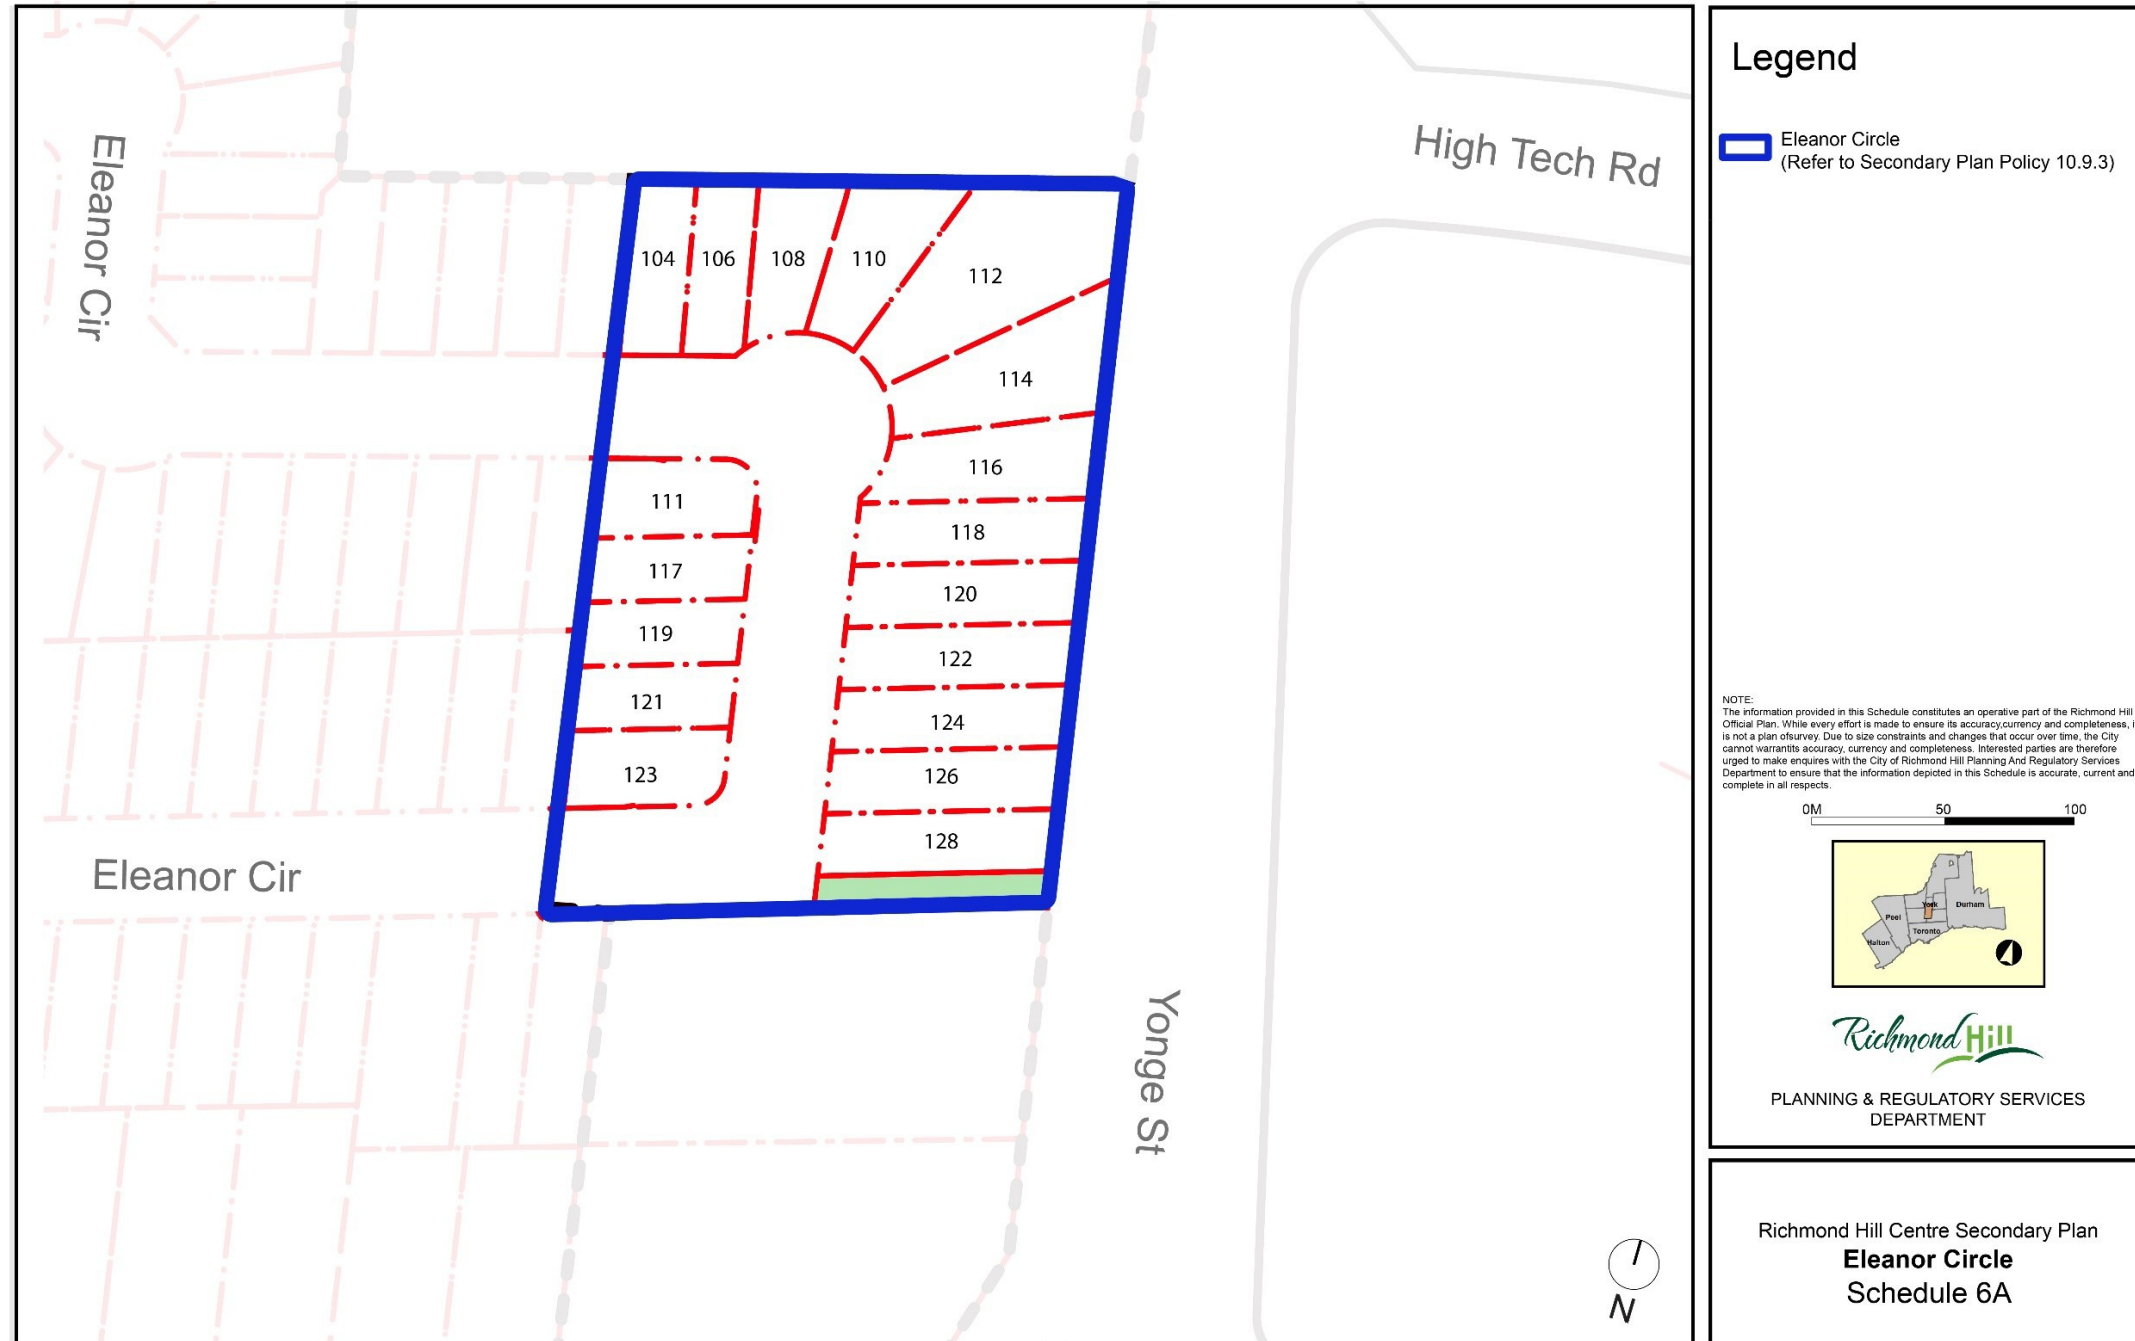 Eleanor Cir
High Tech Rd
104
106
108
110
112
114
116
111
118
117
120
119
122
121
124
123
126
128
Eleanor Cir
Yonge St
N
Legend
Eleanor Circle
(Refer to Secondary Plan Policy 10.9.3)
NOTE:
The information provided in this Schedule constitutes an operative part of the Richmond Hill
Official Plan. While every effort is made to ensure its accuracy,currency and completeness, i
is not a plan ofsurvey. Due to size constraints and changes that occur over time, the City
cannot warrantits accuracy, currency and completeness. Interested parties are therefore
urged to make enquires with the City of Richmond Hill Planning And Regulatory Services
Department to ensure that the information depicted in this Schedule is accurate, current and
complete in all respects.
0M 50 100
York
Durham
Peel
Toronto
Halton
Richmond Hill
PLANNING & REGULATORY SERVICES
DEPARTMENT
Richmond Hill Centre Secondary Plan
Eleanor Circle
Schedule 6A